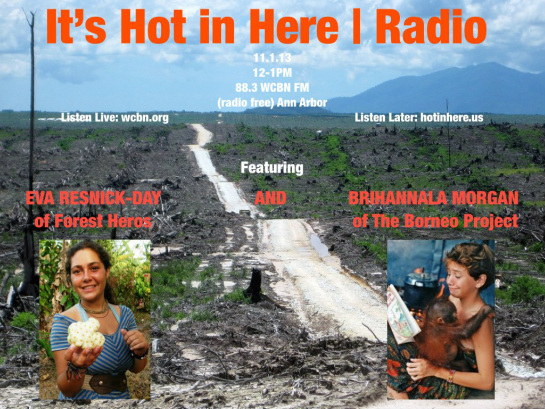 It's Hot in Here | Radio
11.1.13
12-1PM
88.3 WCBN FM
(radio free) Ann Arbor
Listen Live: wcbn.org
Listen Later: hotinhere.us
Featuring
EVA RESNICK-DAY
of Forest Heros
AND
BRIHANNALA MORGAN
of The Borneo Project